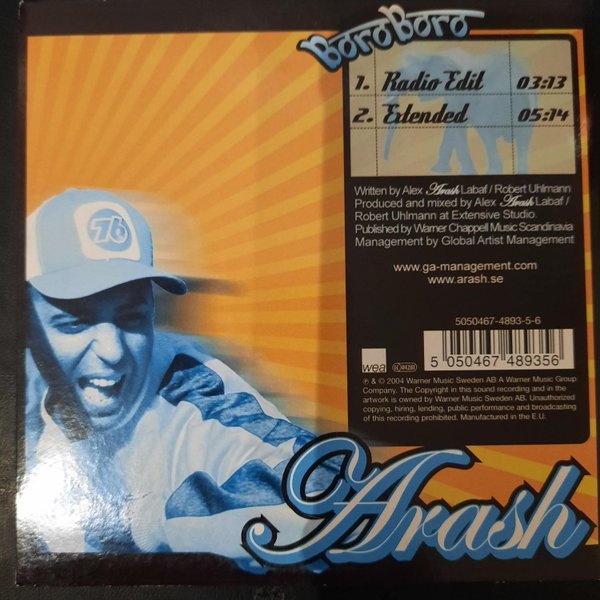 Boro Boro
1. Radio Edit 03:13
2. Extended 05:14
Written by Alex Arash Labaf / Robert Uhlmann
Produced and mixed by Alex Arash Labaf /
Robert Uhlmann at Extensive Studio.
Published by Warner Chappell Music Scandinavia
Management by Global Artist Management
www.ga-management.com
www.arash.se
5050467-4893-5-6
5 050467 489356
wea
℗ & © 2004 Warner Music Sweden AB A Warner Music Group
Company. The Copyright in this sound recording and in the
artwork is owned by Warner Music Sweden AB. Unauthorized
copying, hiring, lending, public performance and broadcasting
of this recording prohibited. Manufactured in the E.U.
76
Arash